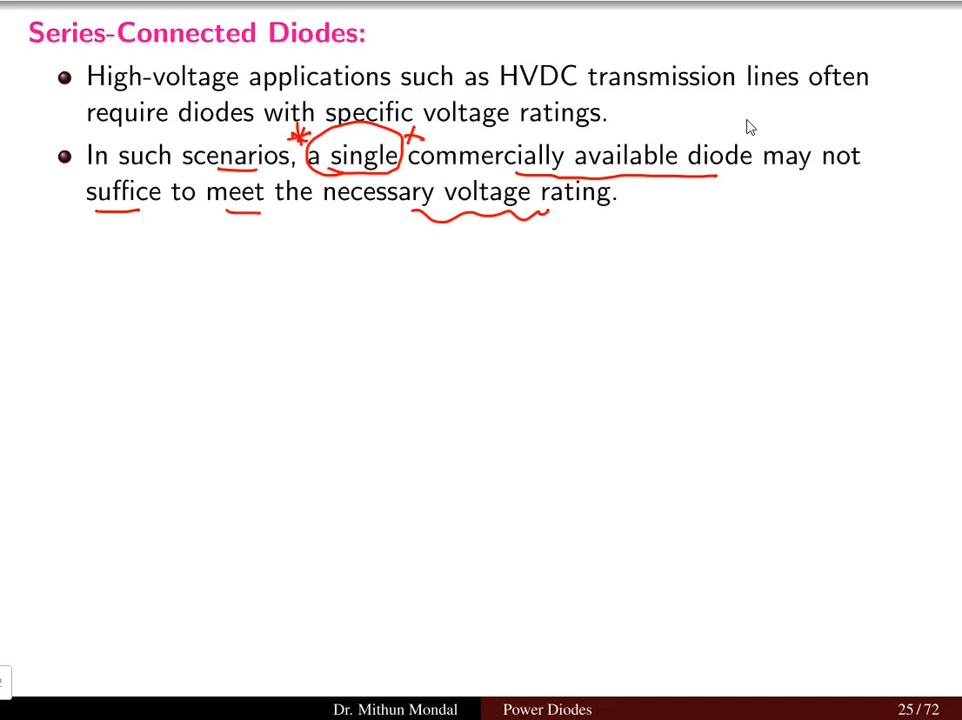 Series-Connected Diodes:
High-voltage applications such as HVDC transmission lines often
require diodes with specific voltage ratings.
In such scenarios, a single commercially available diode may not
suffice to meet the necessary voltage rating.
Dr. Mithun Mondal Power Diodes 25 / 72